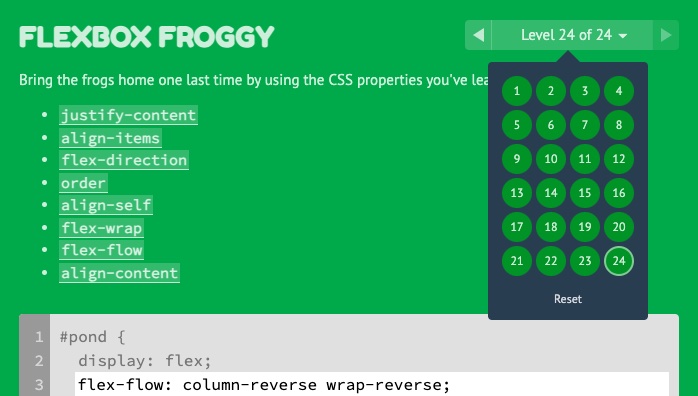 FLEXBOX FROGGY
Level 24 of 24
Bring the frogs home one last time by using the CSS properties you've
justify-content
align-items
flex-direction
order
align-self
flex-wrap
flex-flow
align-content
1 2 3 4
5 6 7 8
9 10 11 12
13 14 15 16
17 18 19 20
21 22 23 24
Reset
1 #pond {
2 display: flex;
3 flex-flow: column-reverse wrap-reverse;